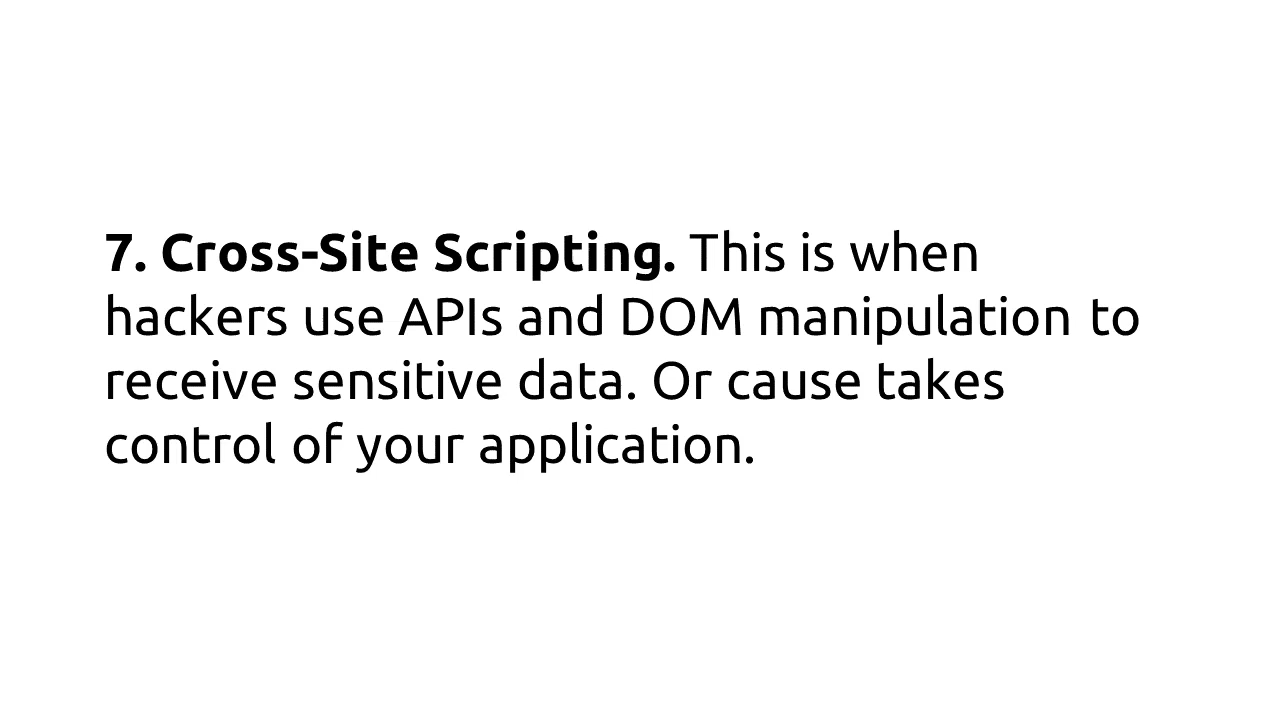 7. Cross-Site Scripting. This is when
hackers use APIs and DOM manipulation to
receive sensitive data. Or cause takes
control of your application.